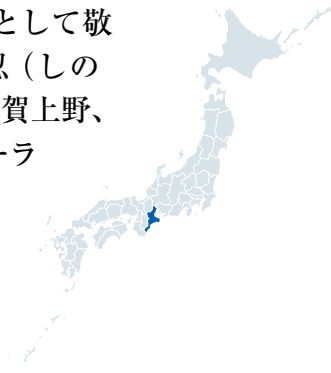 として敬
忍（しの
賀上野、
ーラ